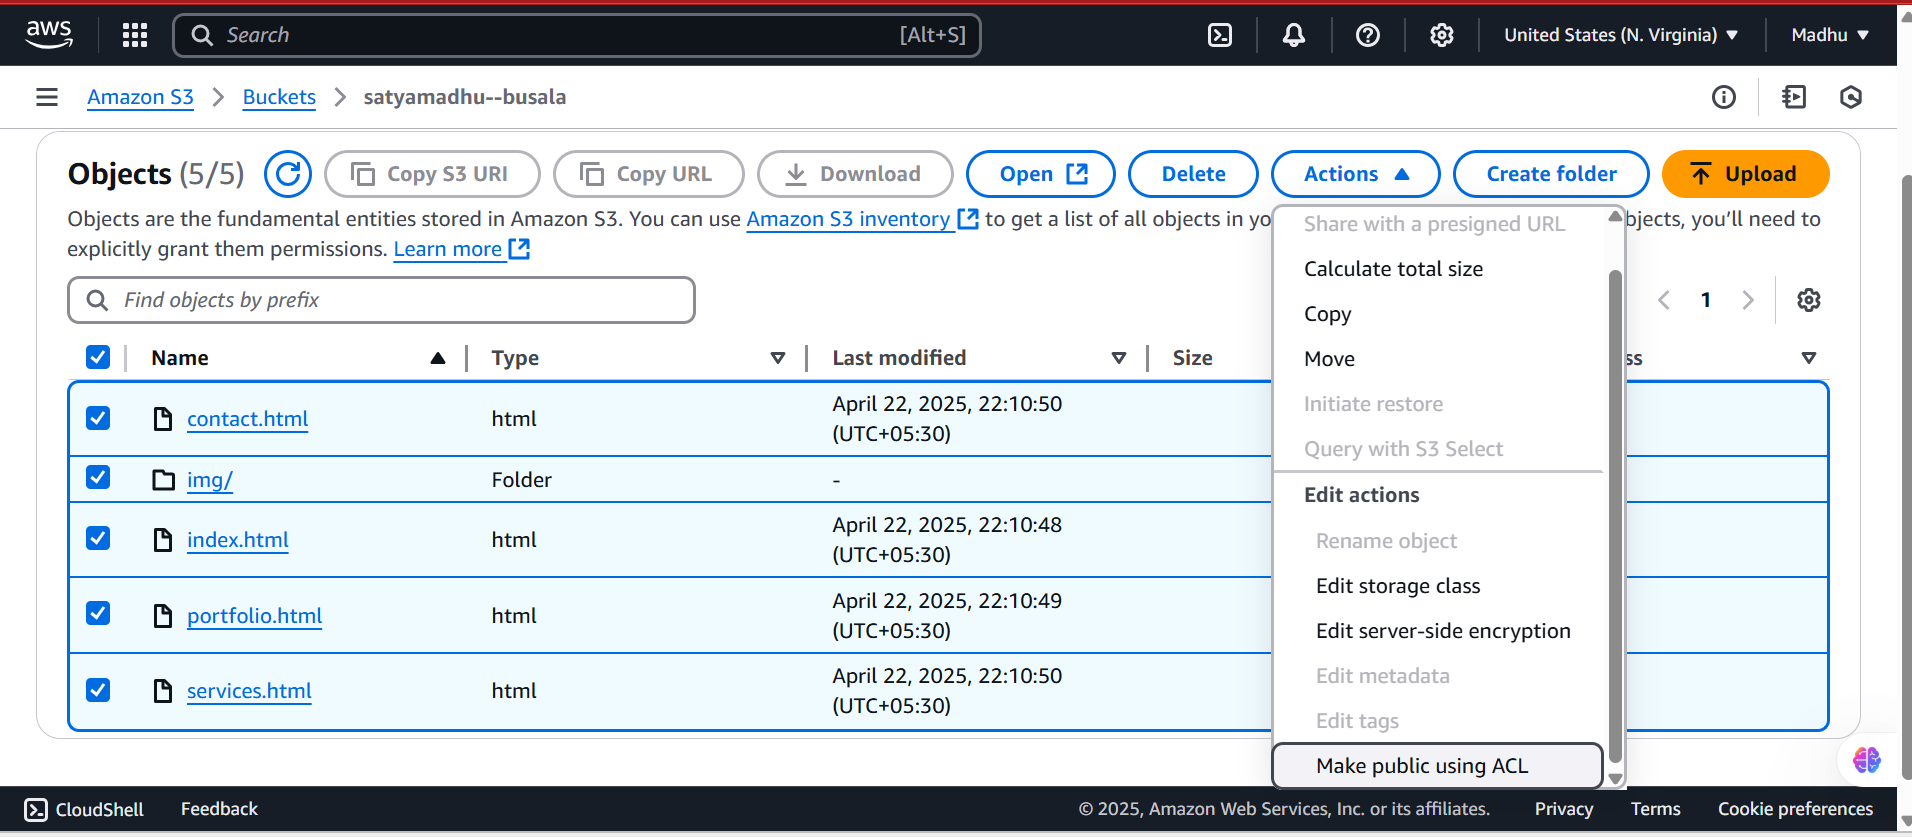 aws
Search [Alt+S]
United States (N. Virginia)
Madhu
Amazon S3
Buckets
satyamadhu--busala
Objects (5/5)
Copy S3 URI
Copy URL
Download
Open
Delete
Actions
Create folder
Upload
Objects are the fundamental entities stored in Amazon S3. You can use Amazon S3 inventory to get a list of all objects in yo
bjects, you’ll need to
explicitly grant them permissions. Learn more
Find objects by prefix
1
Name Type Last modified Size ss
contact.html html April 22, 2025, 22:10:50
(UTC+05:30)
img/ Folder -
index.html html April 22, 2025, 22:10:48
(UTC+05:30)
portfolio.html html April 22, 2025, 22:10:49
(UTC+05:30)
services.html html April 22, 2025, 22:10:50
(UTC+05:30)
Share with a presigned URL
Calculate total size
Copy
Move
Initiate restore
Query with S3 Select
Edit actions
Rename object
Edit storage class
Edit server-side encryption
Edit metadata
Edit tags
Make public using ACL
CloudShell
Feedback
© 2025, Amazon Web Services, Inc. or its affiliates.
Privacy
Terms
Cookie preferences